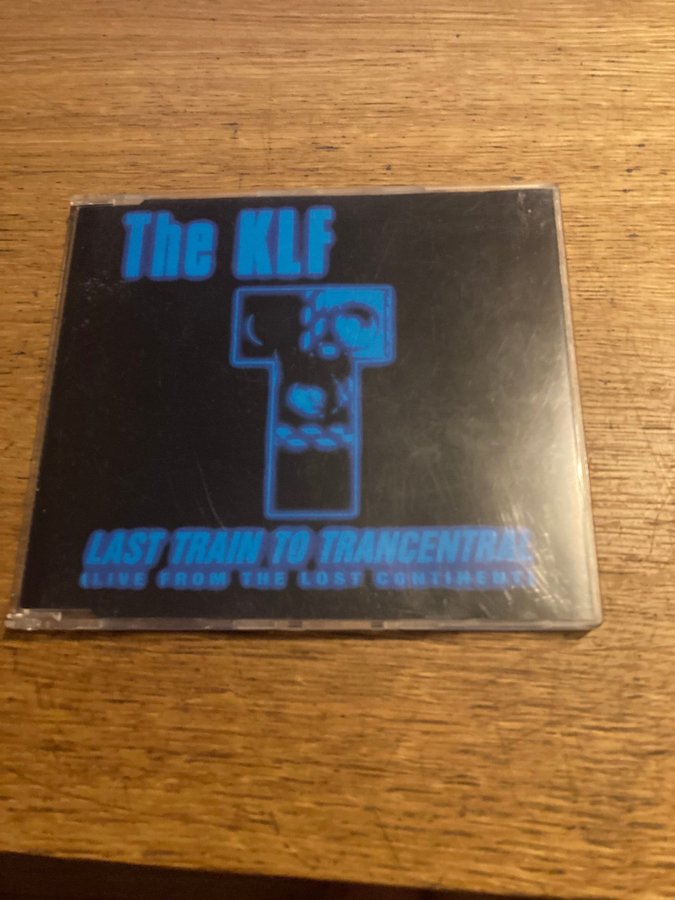 The KLF
LAST TRAIN TO TRANCENTRAL
(LIVE FROM THE LOST CONTINENT)